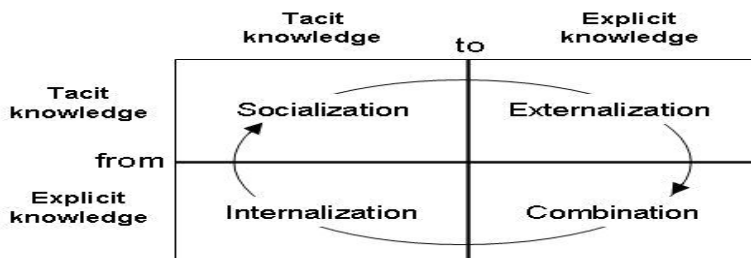 Tacit
knowledge
to
Explicit
knowledge
Tacit
knowledge
Socialization
Externalization
from
Explicit
knowledge
Internalization
Combination